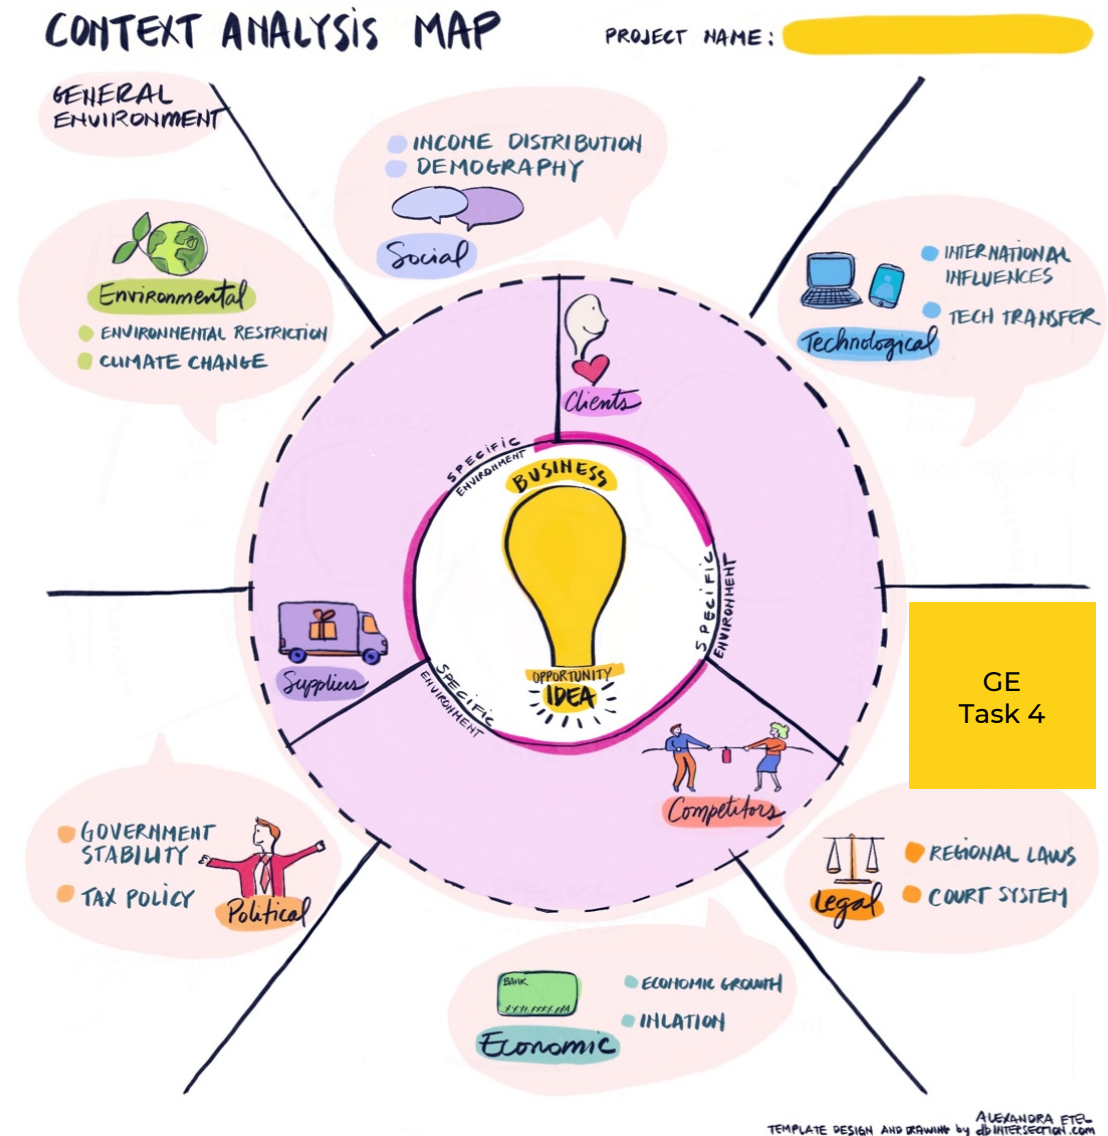 CONTEXT ANALYSIS MAP
PROJECT NAME:
GENERAL
ENVIRONMENT
INCOME DISTRIBUTION
DEMOGRAPHY
Social
Environmental
ENVIRONMENTAL RESTRICTION
CLIMATE CHANGE
INTERNATIONAL
INFLUENCES
TECH TRANSFER
Technological
Clients
SPECIFIC
ENVIRONMENT
BUSINESS
SPECIFIC
ENVIRONMENT
OPPORTUNITY
IDEA
SPECIFIC
ENVIRONMENT
Suppliers
GE
Task 4
Competitors
GOVERNMENT
STABILITY
TAX POLICY
Political
REGIONAL LAWS
COURT SYSTEM
Legal
BANK
ECONOMIC GROWTH
INLATION
Economic
ALEXANDRA ETEL
TEMPLATE DESIGN AND DRAWING by dbINTERSECTION.com